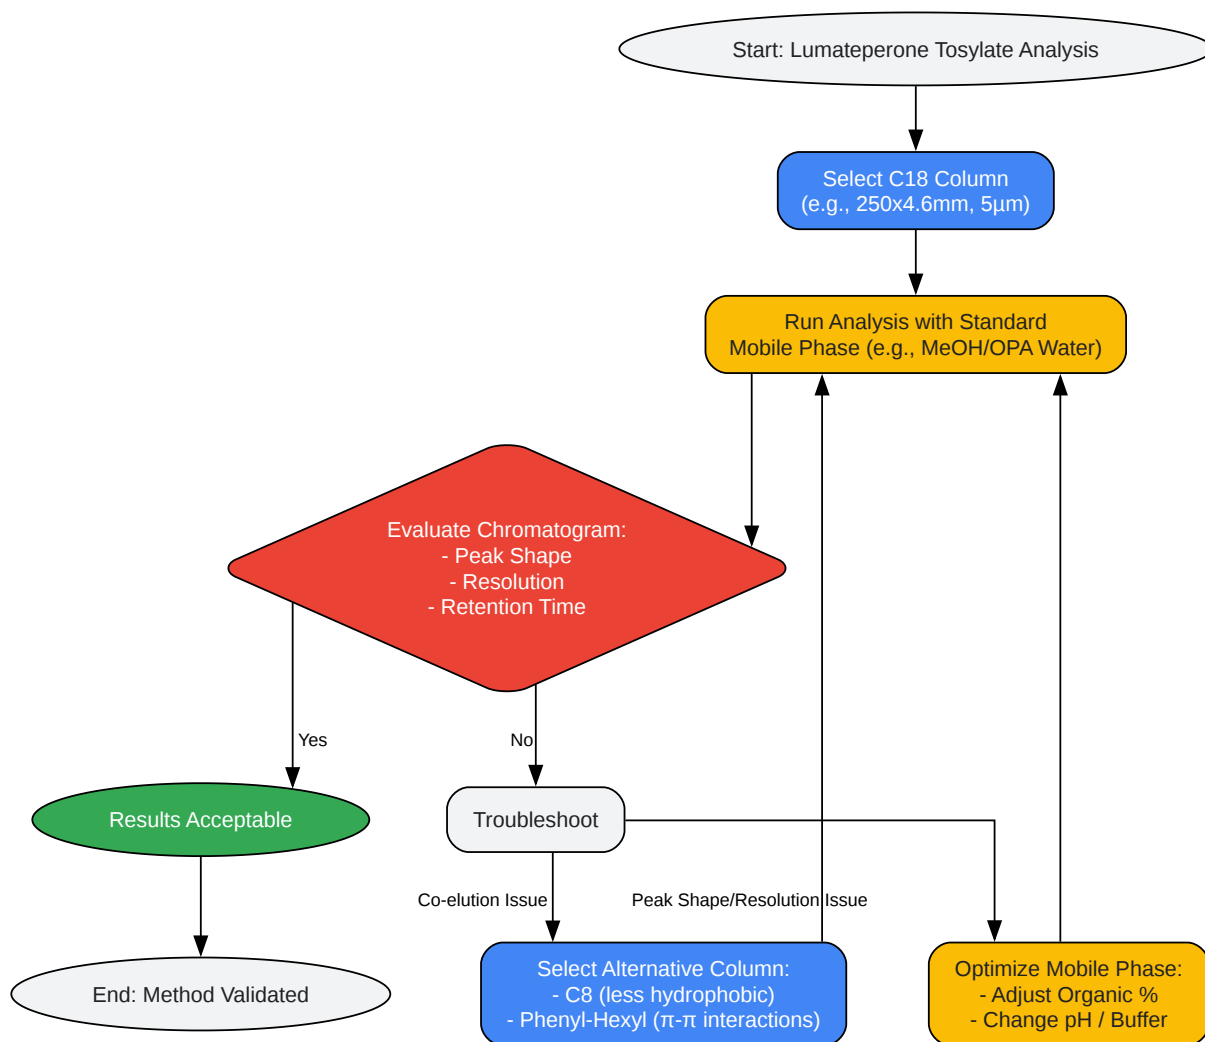 Start: Lumateperone Tosylate Analysis
Select C18 Column
(e.g., 250x4.6mm, 5µm)
Run Analysis with Standard
Mobile Phase (e.g., MeOH/OPA Water)
Evaluate Chromatogram:
- Peak Shape
- Resolution
- Retention Time
Yes
No
Results Acceptable
Troubleshoot
Co-elution Issue
Peak Shape/Resolution Issue
End: Method Validated
Select Alternative Column:
- C8 (less hydrophobic)
- Phenyl-Hexyl (π-π interactions)
Optimize Mobile Phase:
- Adjust Organic %
- Change pH / Buffer